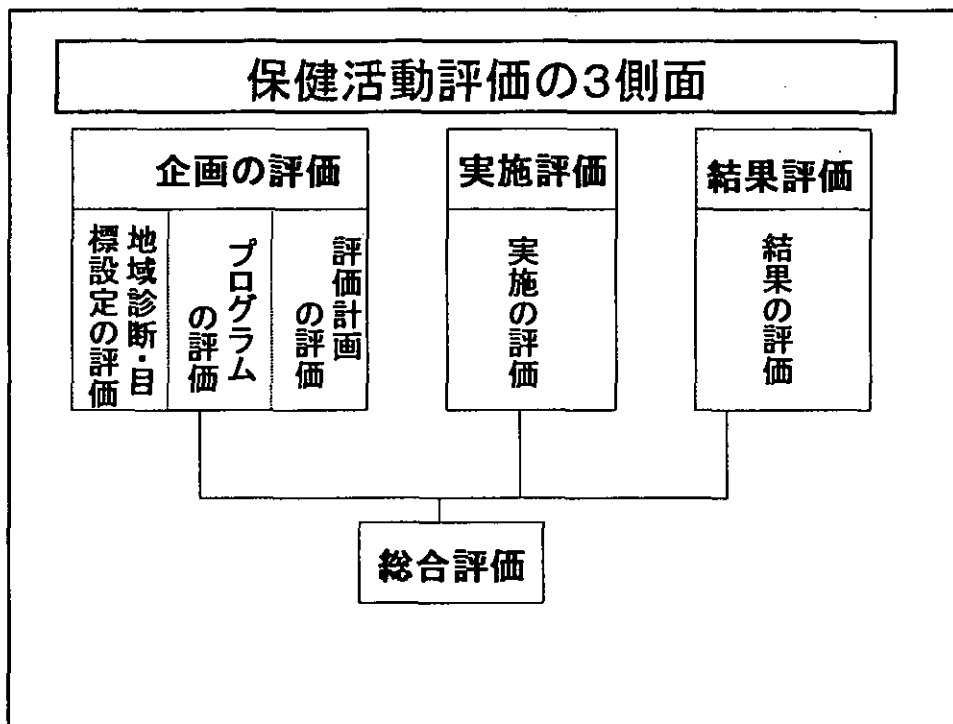 保健活動評価の3側面
企画の評価
地域診断・目
標設定の評価
プログラム
の評価
評価計画
の評価
実施評価
実施の評価
結果評価
結果の評価
総合評価